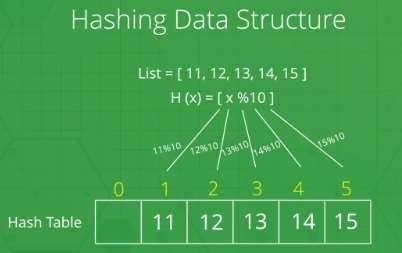 Hashing Data Structure
List = [ 11, 12, 13, 14, 15 ]
H (x) = [ x %10 ]
11%10 12%10 13%10 14%10 15%10
0 1 2 3 4 5
Hash Table 11 12 13 14 15